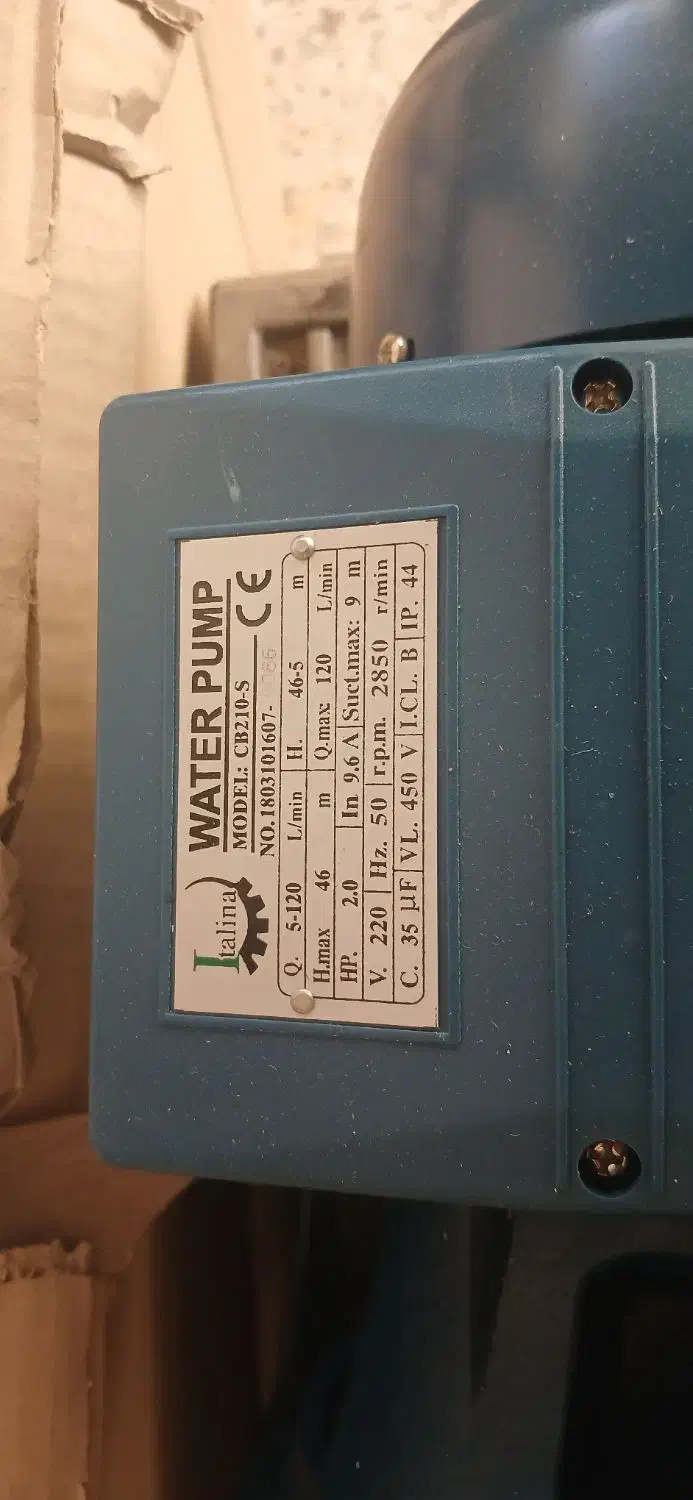 Italina
WATER PUMP
MODEL: CB210-S
NO.1803101607- 0086
CE
Q. 5-120 L/min H. 46-5 m
H.max 46 m Q.max: 120 L/min
HP. 2.0 In 9.6 A Suct.max: 9 m
V. 220 Hz. 50 r.p.m. 2850 r/min
C. 35 µF VL. 450 V I.CL. B IP. 44